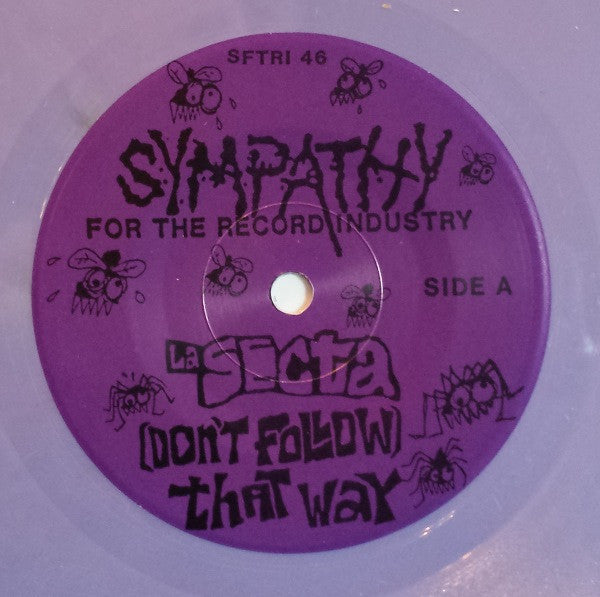 SFTRI 46
SYMPATHY
FOR THE RECORD INDUSTRY
SIDE A
La SECTA
(DON'T FOLLOW)
that WAY